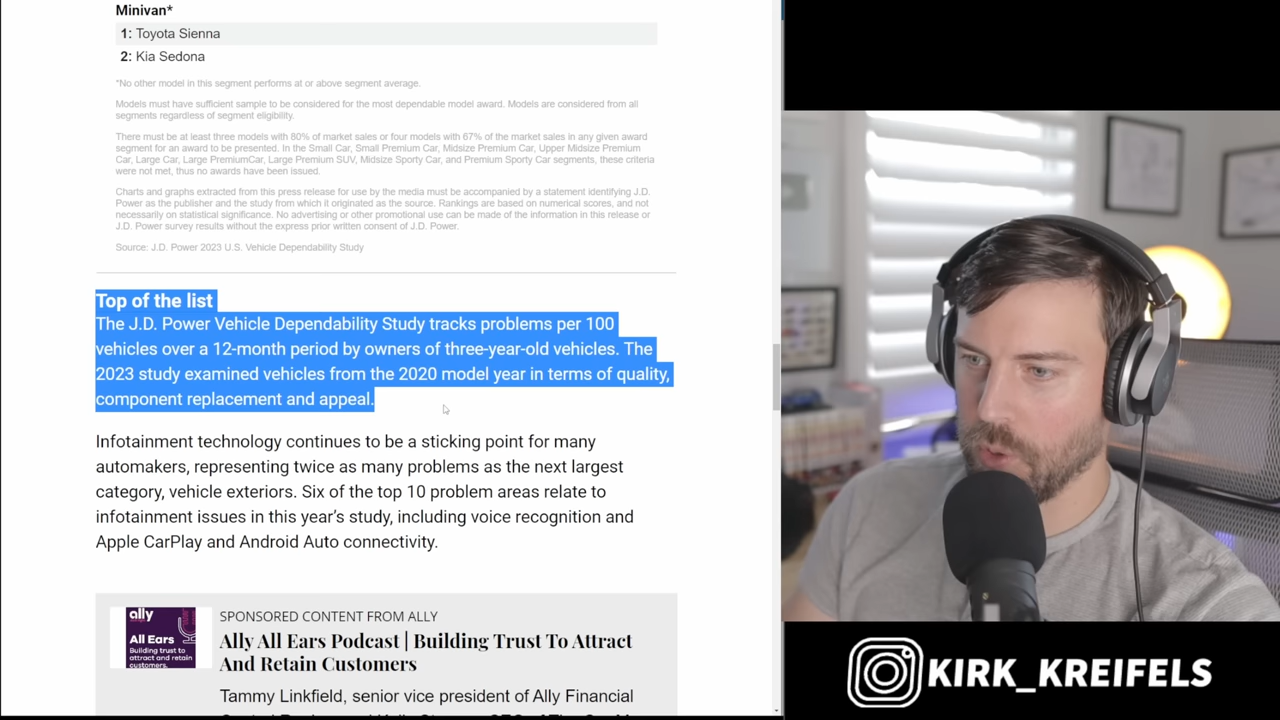 Minivan*
1: Toyota Sienna
2: Kia Sedona
*No other model in this segment performs at or above segment average.
Models must have sufficient sample to be considered for the most dependable model award. Models are considered from all
segments regardless of segment eligibility.
There must be at least three models with 80% of market sales or four models with 67% of the market sales in any given award
segment for an award to be presented. In the Small Car, Small Premium Car, Midsize Premium Car, Upper Midsize Premium
Car, Large Car, Large PremiumCar, Large Premium SUV, Midsize Sporty Car, and Premium Sporty Car segments, these criteria
were not met, thus no awards have been issued.
Charts and graphs extracted from this press release for use by the media must be accompanied by a statement identifying J.D.
Power as the publisher and the study from which it originated as the source. Rankings are based on numerical scores, and not
necessarily on statistical significance. No advertising or other promotional use can be made of the information in this release or
J.D. Power survey results without the express prior written consent of J.D. Power.
Source: J.D. Power 2023 U.S. Vehicle Dependability Study
Top of the list
The J.D. Power Vehicle Dependability Study tracks problems per 100
vehicles over a 12-month period by owners of three-year-old vehicles. The
2023 study examined vehicles from the 2020 model year in terms of quality,
component replacement and appeal.
Infotainment technology continues to be a sticking point for many
automakers, representing twice as many problems as the next largest
category, vehicle exteriors. Six of the top 10 problem areas relate to
infotainment issues in this year's study, including voice recognition and
Apple CarPlay and Android Auto connectivity.
ally
All Ears
Building trust to
attract and retain
customers.
SPONSORED CONTENT FROM ALLY
Ally All Ears Podcast | Building Trust To Attract
And Retain Customers
Tammy Linkfield, senior vice president of Ally Financial
KIRK_KREIFELS